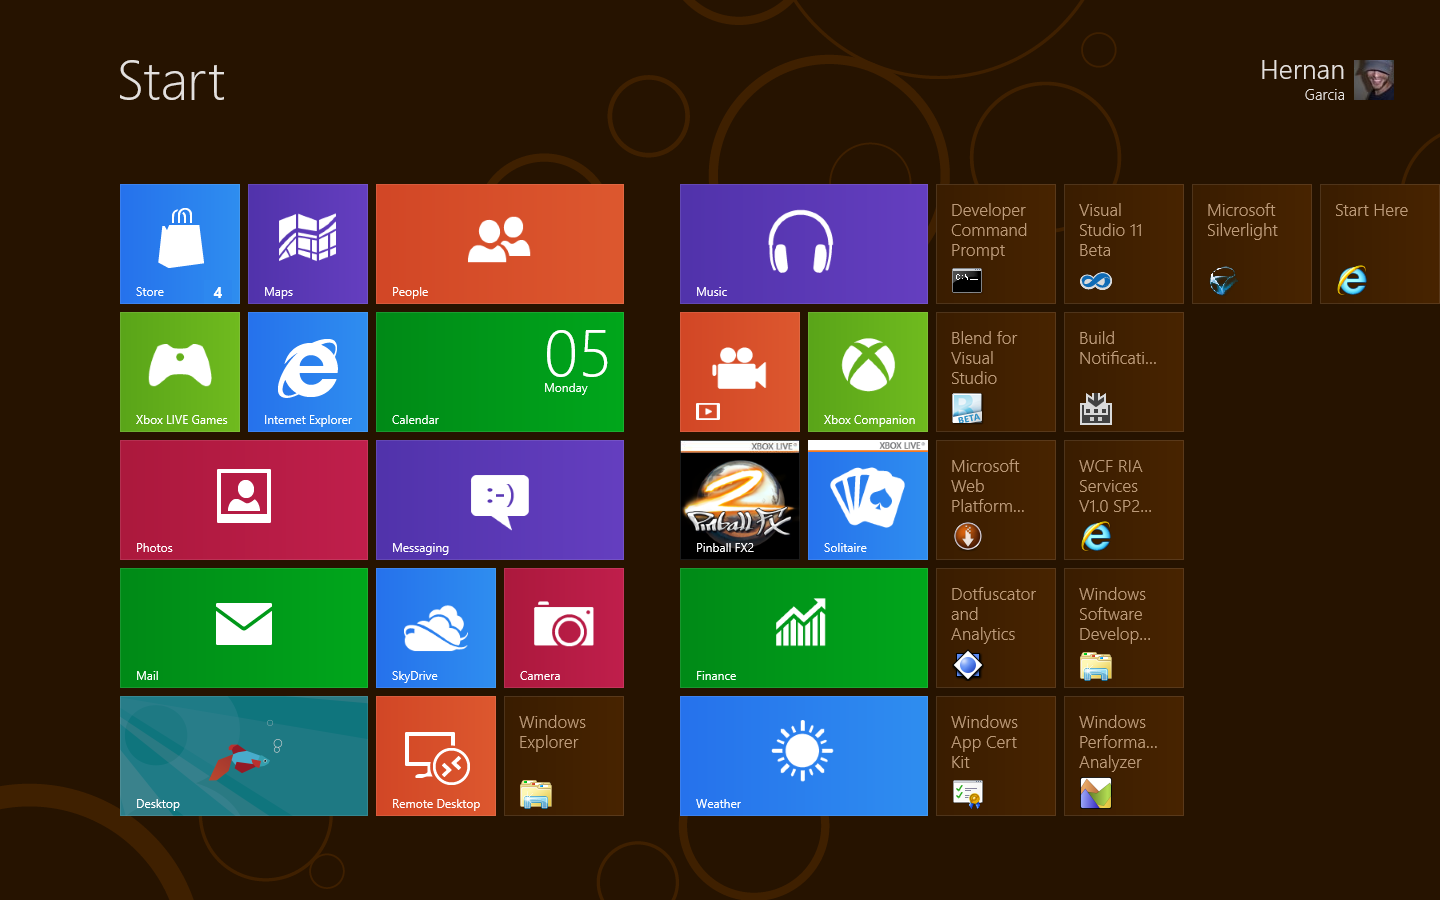 Start
Hernan
Garcia
Store 4
Maps
People
Xbox LIVE Games
Internet Explorer
05
Monday
Calendar
Photos
:-)
Messaging
Mail
SkyDrive
Camera
Desktop
Remote Desktop
Windows
Explorer
Music
Developer
Command
Prompt
C:\_
Visual
Studio 11
Beta
Microsoft
Silverlight
Start Here
Xbox Companion
Blend for
Visual
Studio
BETA
Build
Notificati...
XBOX LIVE
2
Pinball FX
Pinball FX2
XBOX LIVE
Solitaire
Microsoft
Web
Platform...
WCF RIA
Services
V1.0 SP2...
Finance
Dotfuscator
and
Analytics
Windows
Software
Develop...
Weather
Windows
App Cert
Kit
Windows
Performa...
Analyzer